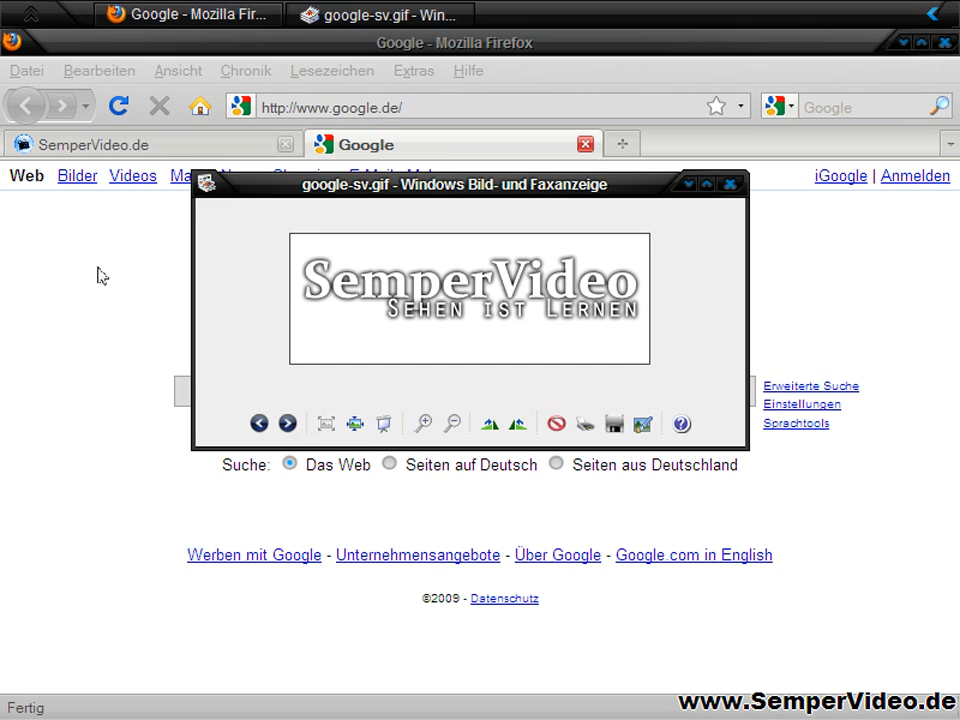 Google - Mozilla Fir... google-sv.gif - Win...
Google - Mozilla Firefox
Datei Bearbeiten Ansicht Chronik Lesezeichen Extras Hilfe
http://www.google.de/ Google
SemperVideo.de Google
Web Bilder Videos iGoogle | Anmelden
google-sv.gif - Windows Bild- und Faxanzeige
SemperVideo
SEHEN IST LERNEN
Erweiterte Suche
Einstellungen
Sprachtools
Suche: Das Web Seiten auf Deutsch Seiten aus Deutschland
Werben mit Google - Unternehmensangebote - Über Google - Google.com in English
©2009 - Datenschutz
Fertig
www.SemperVideo.de